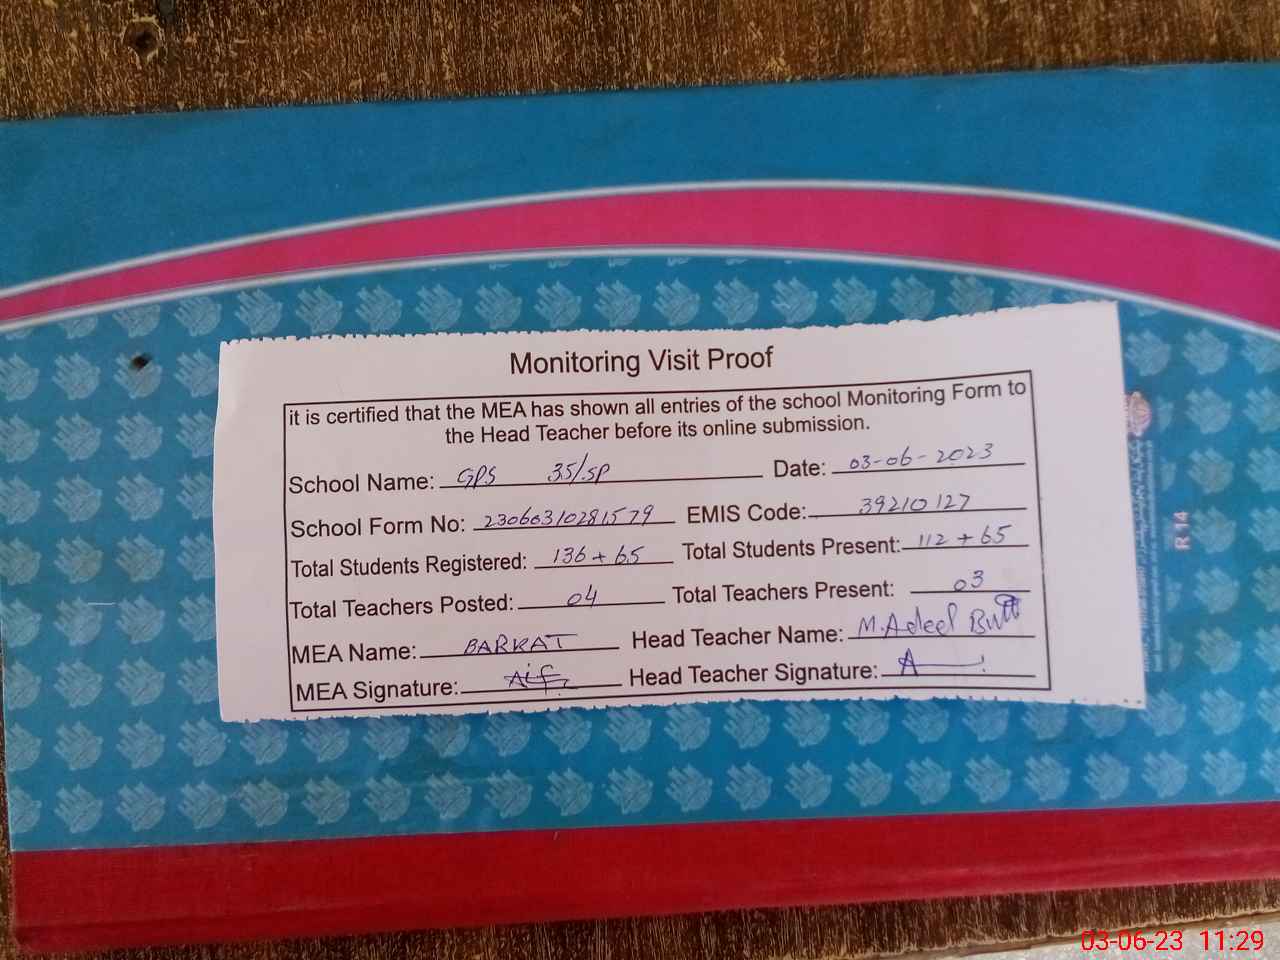 Monitoring Visit Proof
it is certified that the MEA has shown all entries of the school Monitoring Form to
the Head Teacher before its online submission.
School Name: GPS 35/SP Date: 03-06-2023
School Form No: 23060310281579 EMIS Code: 39210127
Total Students Registered: 136 + 65 Total Students Present: 112 + 65
Total Teachers Posted: 04 Total Teachers Present: 03
MEA Name: BARKAT Head Teacher Name: M. Adeel Butt
MEA Signature: Head Teacher Signature:
R 14
03-06-23 11:29